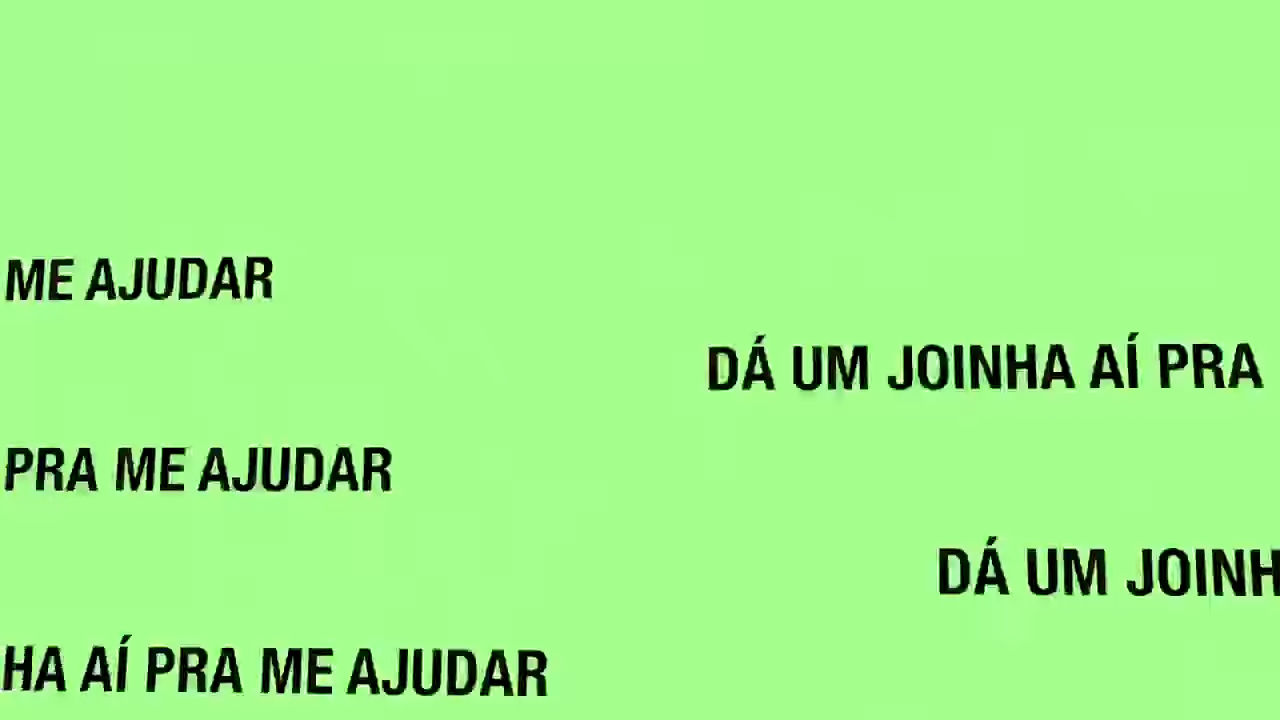 ME AJUDAR
DÁ UM JOINHA AÍ PRA
PRA ME AJUDAR
DÁ UM JOINH
HA AÍ PRA ME AJUDAR